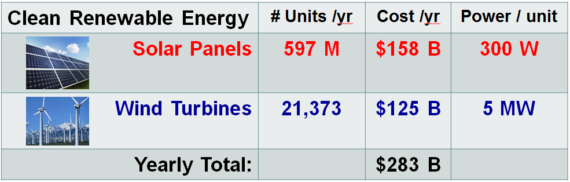 Clean Renewable Energy # Units /yr Cost /yr Power / unit
Solar Panels 597 M $158 B 300 W
Wind Turbines 21,373 $125 B 5 MW
Yearly Total: $283 B